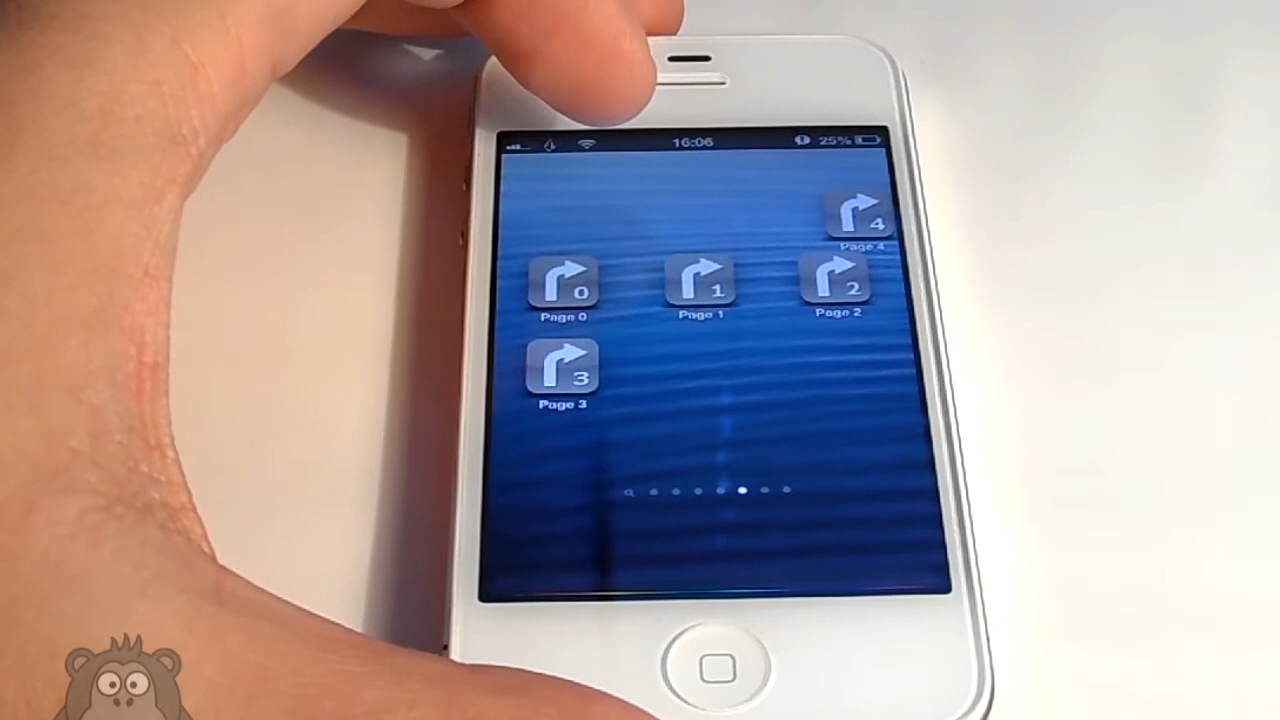 16:06 25%
4
Page 4
0 1 2
Page 0 Page 1 Page 2
3
Page 3